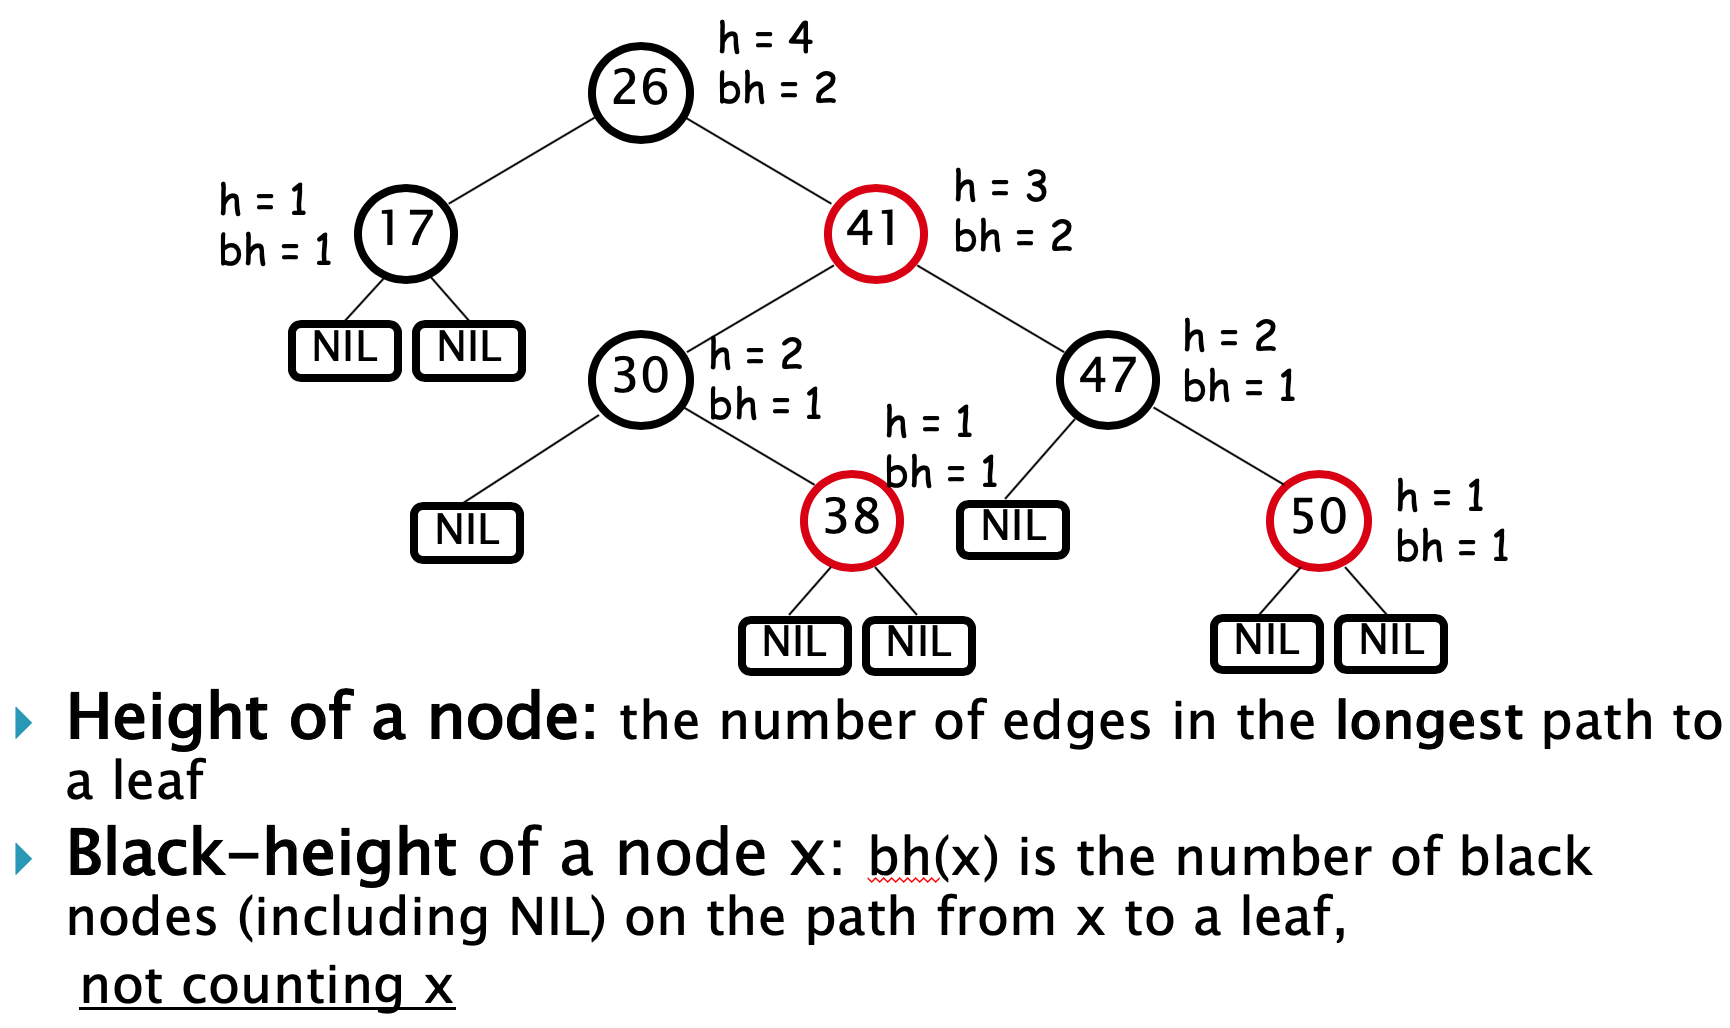 h = 4
bh = 2
26
h = 1
bh = 1
17
41
h = 3
bh = 2
NIL
NIL
30
h = 2
bh = 1
47
h = 2
bh = 1
h = 1
bh = 1
NIL
38
NIL
50
h = 1
bh = 1
NIL
NIL
NIL
NIL
Height of a node: the number of edges in the longest path to
a leaf
Black-height of a node x: bh(x) is the number of black
nodes (including NIL) on the path from x to a leaf,
not counting x